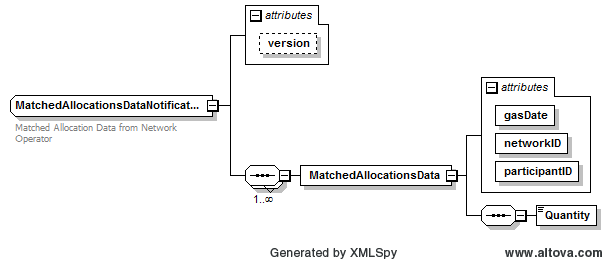 attributes
version
MatchedAllocationsDataNotificat...
Matched Allocation Data from Network
Operator
1..∞
MatchedAllocationsData
attributes
gasDate
networkID
participantID
Quantity
Generated by XMLSpy
www.altova.com